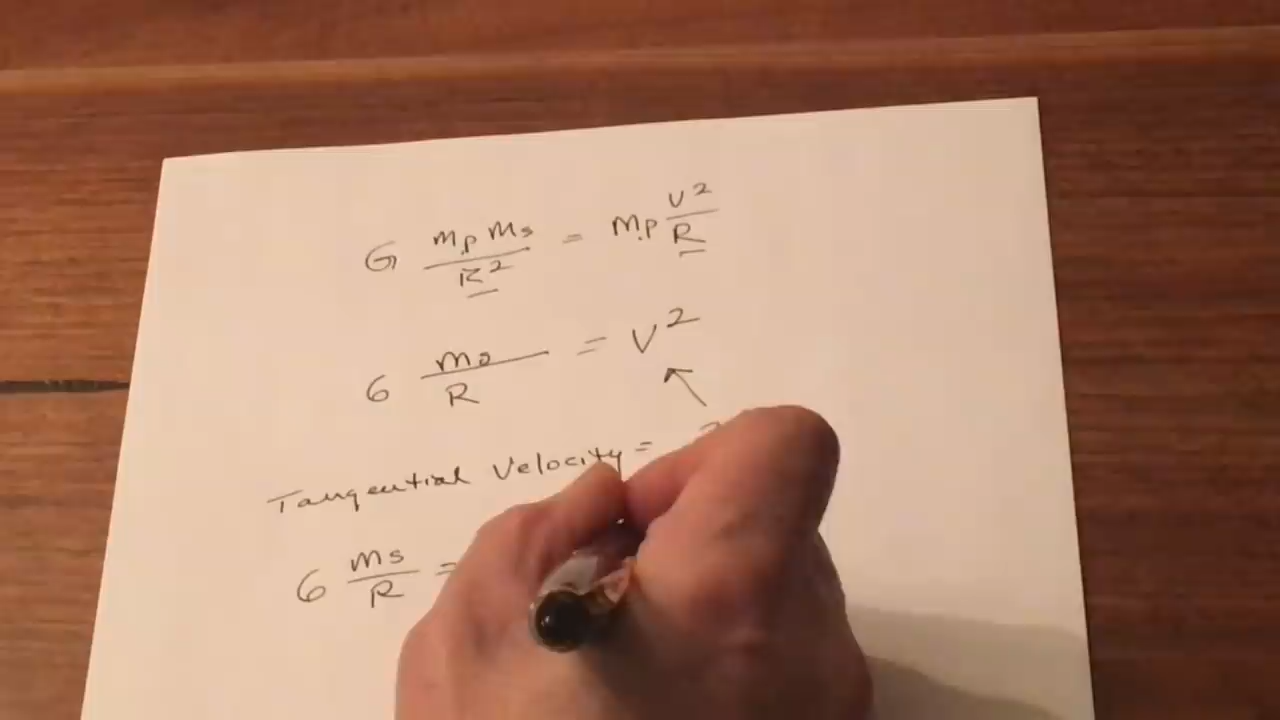 G mₚ mₛ / R² = mₚ v² / R
G mₛ / R = v²
Tangential Velocity =
G mₛ / R =